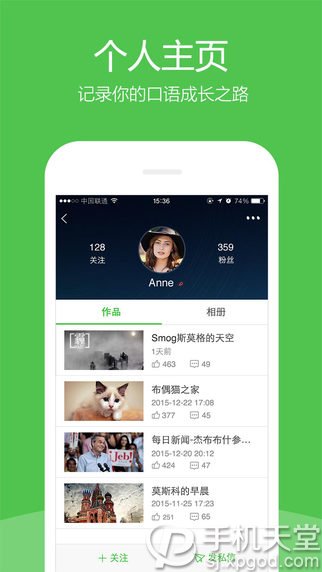 个人主页
记录你的口语成长之路
中国联通
15:36
74%
128
关注
359
粉丝
Anne
作品
相册
Smog斯莫格的天空
1天前
463
49
布偶猫之家
2015-12-22 17:08
377
45
Jeb!
每日新闻-杰布布什参...
2015-12-20 20:12
424
47
莫斯科的早晨
2015-12-18 18:45
251
65
+ 关注
发私信
手机天堂
sjxpgod.com